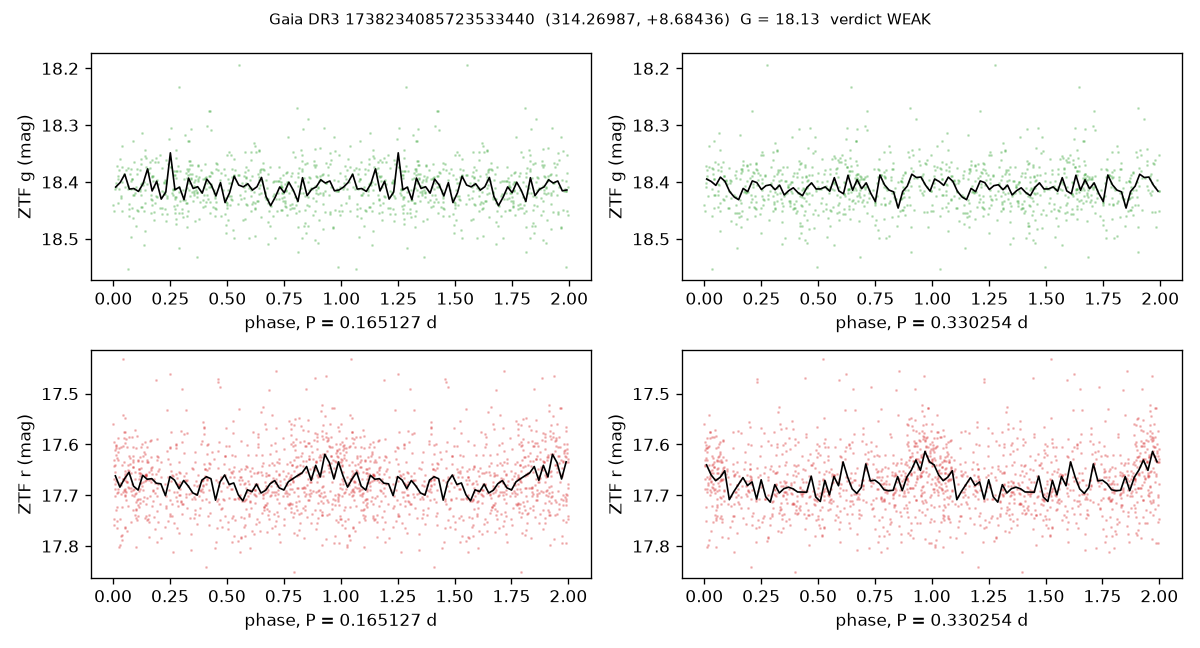 Gaia DR3 1738234085723533440 (314.26987, +8.68436) G = 18.13 verdict WEAK
ZTF g (mag)
18.2
18.3
18.4
18.5
0.00 0.25 0.50 0.75 1.00 1.25 1.50 1.75 2.00
phase, P = 0.165127 d
ZTF g (mag)
18.2
18.3
18.4
18.5
0.00 0.25 0.50 0.75 1.00 1.25 1.50 1.75 2.00
phase, P = 0.330254 d
ZTF r (mag)
17.5
17.6
17.7
17.8
0.00 0.25 0.50 0.75 1.00 1.25 1.50 1.75 2.00
phase, P = 0.165127 d
ZTF r (mag)
17.5
17.6
17.7
17.8
0.00 0.25 0.50 0.75 1.00 1.25 1.50 1.75 2.00
phase, P = 0.330254 d